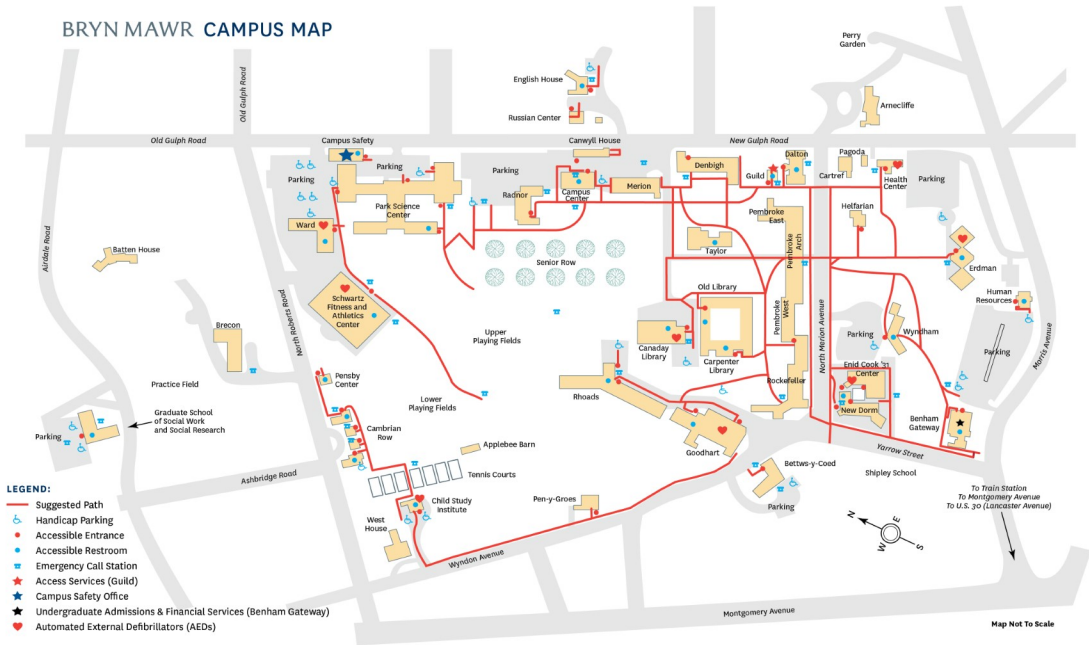 BRYN MAWR CAMPUS MAP
Perry
Garden
English House
Arnecliffe
Russian Center
Old Gulph Road
Old Gulph Road
Campus Safety
Canwyll House
New Gulph Road
Parking
Parking
Parking
Denbigh
Dalton
Pagoda
Guild
Cartref
Health
Center
Parking
Radnor
Campus
Center
Merion
Park Science
Center
Ward
Pembroke
East
Helfarian
Pembroke
Arch
Taylor
Airdale Road
Batten House
Senior Row
Erdman
Old Library
Human
Resources
North Roberts Road
Schwartz
Fitness and
Athletics
Center
Upper
Playing Fields
Pembroke
West
North Merion Avenue
Wyndham
Parking
Parking
Morris Avenue
Brecon
Canaday
Library
Carpenter
Library
Enid Cook '31
Center
Pensby
Center
Practice Field
Rhoads
Rockefeller
New Dorm
Lower
Playing Fields
Graduate School
of Social Work
and Social Research
Parking
Cambrian
Row
Benham
Gateway
Applebee Barn
Goodhart
Yarrow Street
Bettws-y-Coed
Shipley School
Ashbridge Road
Tennis Courts
To Train Station
To Montgomery Avenue
To U.S. 30 (Lancaster Avenue)
Child Study
Institute
Pen-y-Groes
Parking
West
House
N
E
W
S
Wyndon Avenue
Montgomery Avenue
Map Not To Scale
LEGEND:
Suggested Path
Handicap Parking
Accessible Entrance
Accessible Restroom
Emergency Call Station
Access Services (Guild)
Campus Safety Office
Undergraduate Admissions & Financial Services (Benham Gateway)
Automated External Defibrillators (AEDs)